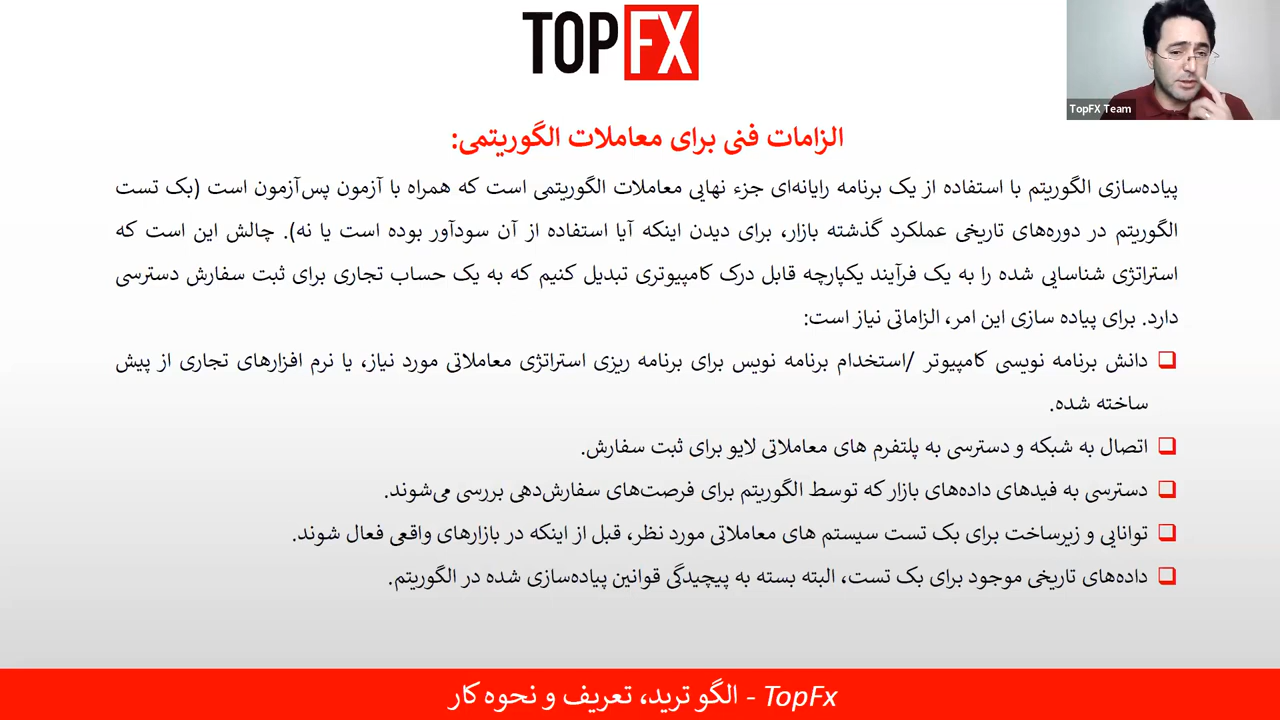 TOPFX
TopFX Team
الزامات فنی برای معاملات الگوریتمی:
پیاده‌سازی الگوریتم با استفاده از یک برنامه رایانه‌ای جزء نهایی معاملات الگوریتمی است که همراه با آزمون پس‌آزمون است (بک تست
الگوریتم در دوره‌های تاریخی عملکرد گذشته بازار، برای دیدن اینکه آیا استفاده از آن سودآور بوده است یا نه). چالش این است که
استراتژی شناسایی شده را به یک فرآیند یکپارچه قابل درک کامپیوتری تبدیل کنیم که به یک حساب تجاری برای ثبت سفارش دسترسی
دارد. برای پیاده سازی این امر، الزاماتی نیاز است:
❑ دانش برنامه نویسی کامپیوتر /استخدام برنامه نویس برای برنامه ریزی استراتژی معاملاتی مورد نیاز، یا نرم افزارهای تجاری از پیش
ساخته شده.
❑ اتصال به شبکه و دسترسی به پلتفرم های معاملاتی لایو برای ثبت سفارش.
❑ دسترسی به فیدهای داده‌های بازار که توسط الگوریتم برای فرصت‌های سفارش‌دهی بررسی می‌شوند.
❑ توانایی و زیرساخت برای بک تست سیستم های معاملاتی مورد نظر، قبل از اینکه در بازارهای واقعی فعال شوند.
❑ داده‌های تاریخی موجود برای بک تست، البته بسته به پیچیدگی قوانین پیاده‌سازی شده در الگوریتم.
TopFx - الگو ترید، تعریف و نحوه کار